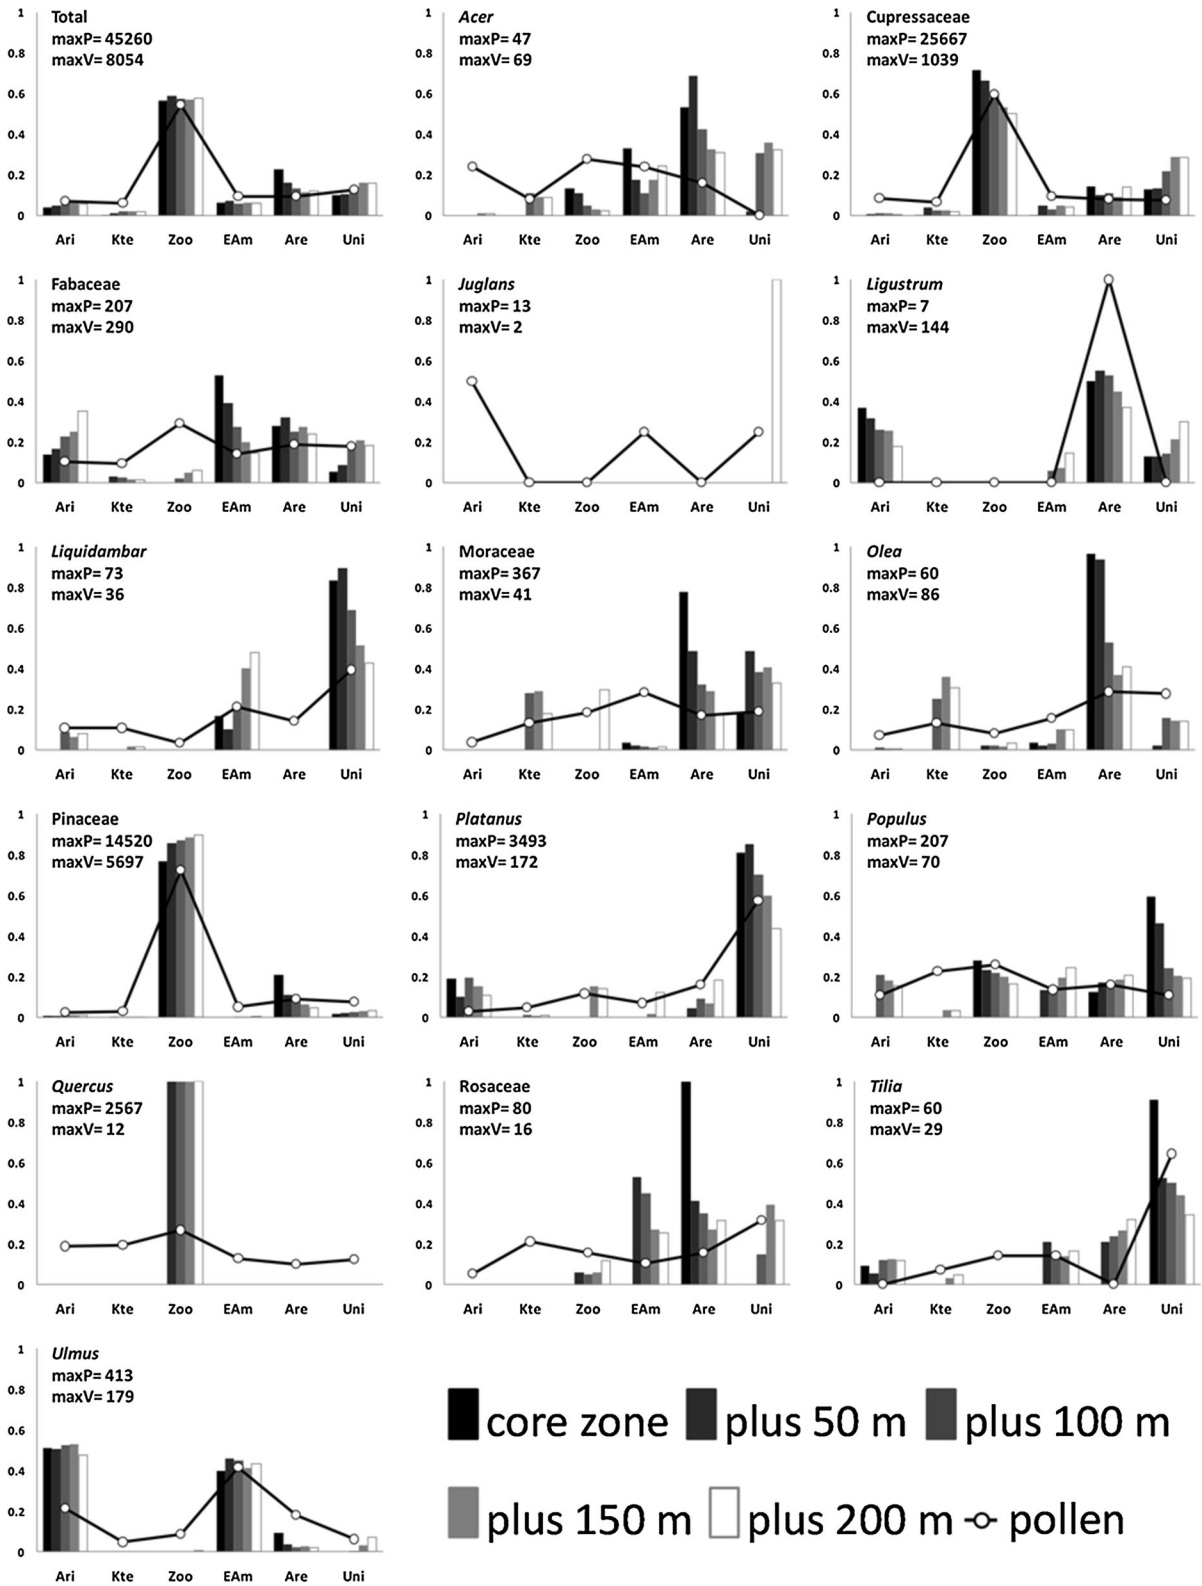 Total
maxP= 45260
maxV= 8054
1
0.8
0.6
0.4
0.2
0
Ari Kte Zoo EAm Are Uni
Acer
maxP= 47
maxV= 69
1
0.8
0.6
0.4
0.2
0
Ari Kte Zoo EAm Are Uni
Cupressaceae
maxP= 25667
maxV= 1039
1
0.8
0.6
0.4
0.2
0
Ari Kte Zoo EAm Are Uni
Fabaceae
maxP= 207
maxV= 290
1
0.8
0.6
0.4
0.2
0
Ari Kte Zoo EAm Are Uni
Juglans
maxP= 13
maxV= 2
1
0.8
0.6
0.4
0.2
0
Ari Kte Zoo EAm Are Uni
Ligustrum
maxP= 7
maxV= 144
1
0.8
0.6
0.4
0.2
0
Ari Kte Zoo EAm Are Uni
Liquidambar
maxP= 73
maxV= 36
1
0.8
0.6
0.4
0.2
0
Ari Kte Zoo EAm Are Uni
Moraceae
maxP= 367
maxV= 41
1
0.8
0.6
0.4
0.2
0
Ari Kte Zoo EAm Are Uni
Olea
maxP= 60
maxV= 86
1
0.8
0.6
0.4
0.2
0
Ari Kte Zoo EAm Are Uni
Pinaceae
maxP= 14520
maxV= 5697
1
0.8
0.6
0.4
0.2
0
Ari Kte Zoo EAm Are Uni
Platanus
maxP= 3493
maxV= 172
1
0.8
0.6
0.4
0.2
0
Ari Kte Zoo EAm Are Uni
Populus
maxP= 207
maxV= 70
1
0.8
0.6
0.4
0.2
0
Ari Kte Zoo EAm Are Uni
Quercus
maxP= 2567
maxV= 12
1
0.8
0.6
0.4
0.2
0
Ari Kte Zoo EAm Are Uni
Rosaceae
maxP= 80
maxV= 16
1
0.8
0.6
0.4
0.2
0
Ari Kte Zoo EAm Are Uni
Tilia
maxP= 60
maxV= 29
1
0.8
0.6
0.4
0.2
0
Ari Kte Zoo EAm Are Uni
Ulmus
maxP= 413
maxV= 179
1
0.8
0.6
0.4
0.2
0
Ari Kte Zoo EAm Are Uni
core zone plus 50 m plus 100 m
plus 150 m plus 200 m pollen